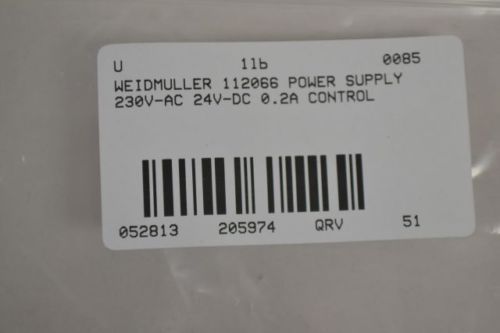 U 11b 0085
WEIDMULLER 112066 POWER SUPPLY
230V-AC 24V-DC 0.2A CONTROL
052813 205974 QRV 51